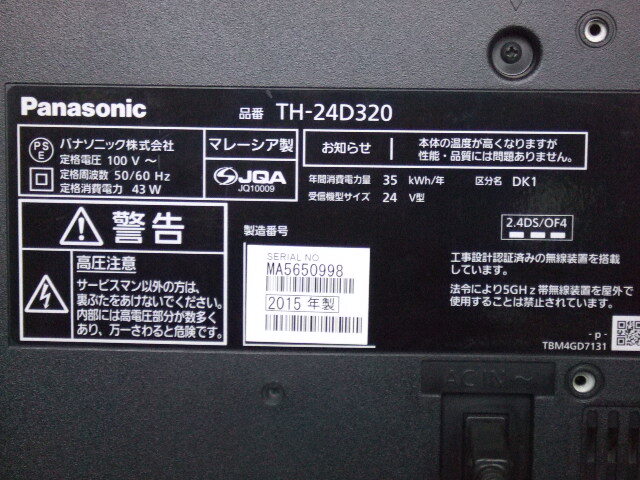 Panasonic
品番 TH-24D320
PS
E
パナソニック株式会社
定格電圧 100 V ～
定格周波数 50/60 Hz
定格消費電力 43 W
マレーシア製
JQA
JQ10009
お知らせ
本体の温度が高くなりますが
性能・品質には問題ありません。
年間消費電力量 35 kWh/年 区分名 DK1
受信機型サイズ 24 V型
2.4DS/OF4
警告
高圧注意
サービスマン以外の方は、
裏ぶたをあけないでください。
内部には高電圧部分が数多く
あり、万一さわると危険です。
製造番号
SERIAL NO
MA5650998
2015 年製
工事設計認証済みの無線装置を搭載
しています。
法令により5GHz 帯無線装置を屋外で
使用することは禁止されています。
- p -
TBM4GD7131
AC IN ～